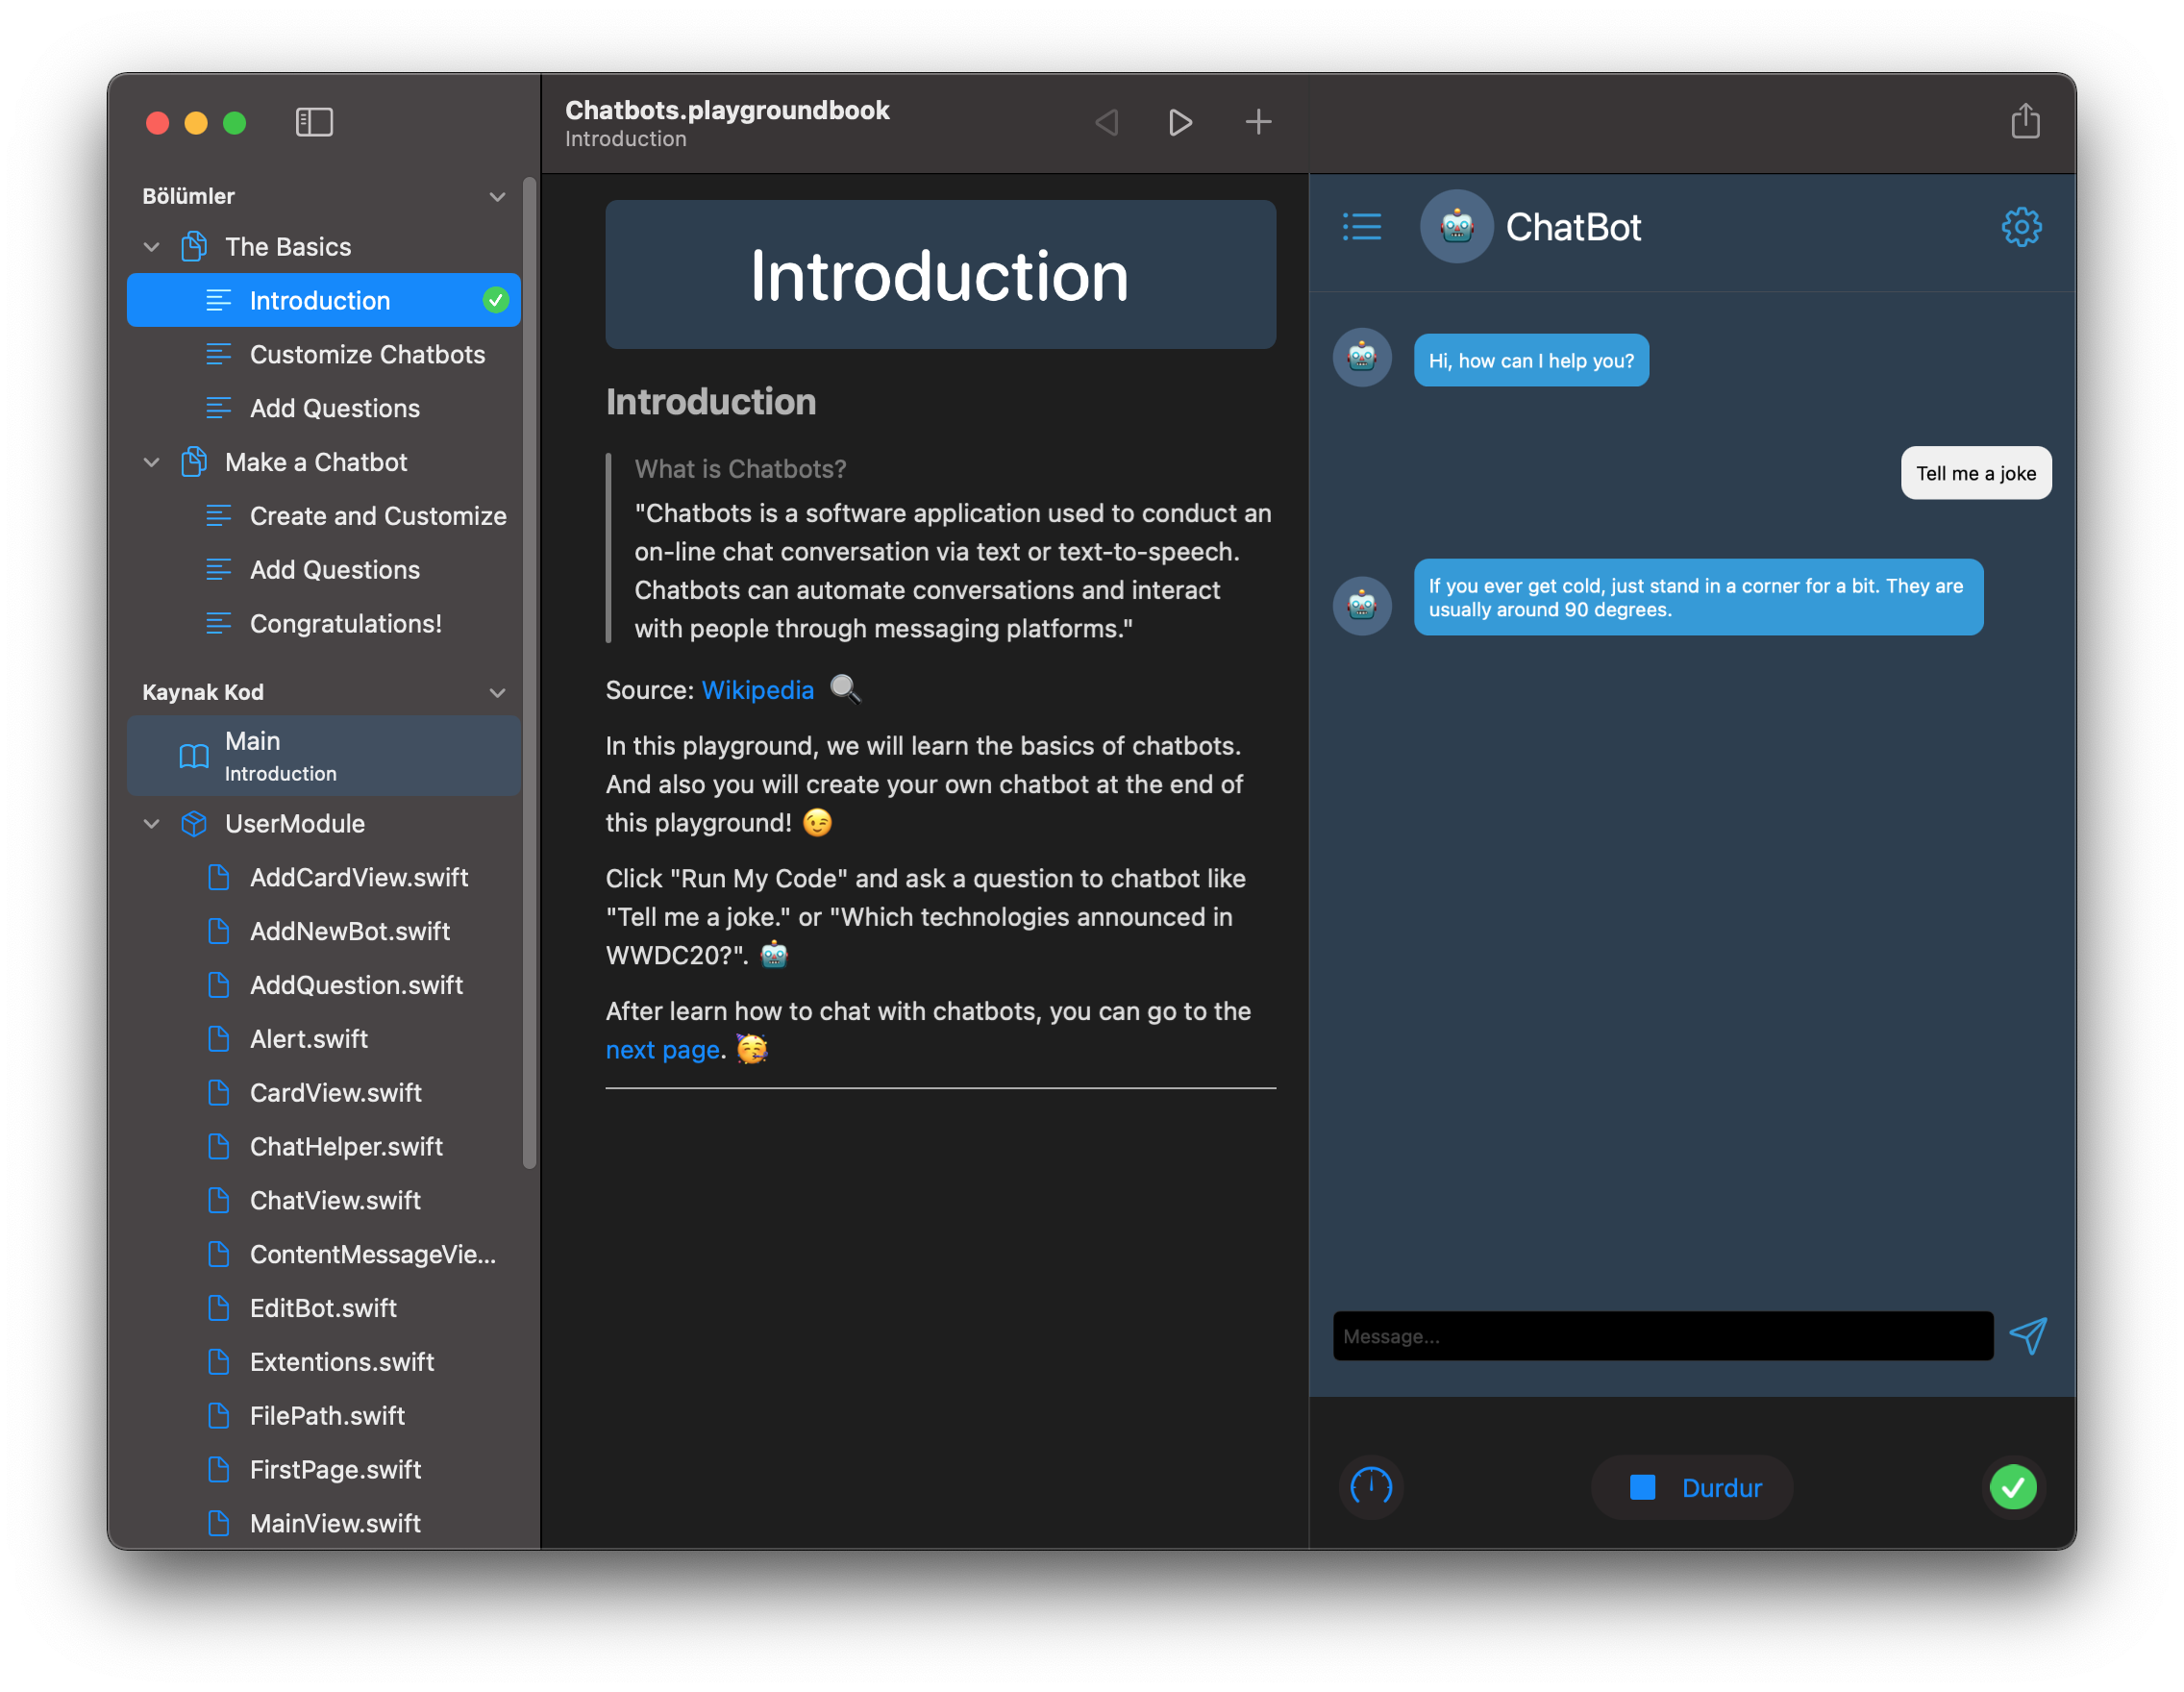 Bölümler
The Basics
Introduction
Customize Chatbots
Add Questions
Make a Chatbot
Create and Customize
Add Questions
Congratulations!
Kaynak Kod
Main
Introduction
UserModule
AddCardView.swift
AddNewBot.swift
AddQuestion.swift
Alert.swift
CardView.swift
ChatHelper.swift
ChatView.swift
ContentMessageVie...
EditBot.swift
Extentions.swift
FilePath.swift
FirstPage.swift
MainView.swift
Chatbots.playgroundbook
Introduction
Introduction
Introduction
What is Chatbots?
"Chatbots is a software application used to conduct an
on-line chat conversation via text or text-to-speech.
Chatbots can automate conversations and interact
with people through messaging platforms."
Source: Wikipedia 🔍
In this playground, we will learn the basics of chatbots.
And also you will create your own chatbot at the end of
this playground! 😉
Click "Run My Code" and ask a question to chatbot like
"Tell me a joke." or "Which technologies announced in
WWDC20?". 🤖
After learn how to chat with chatbots, you can go to the
next page. 🥳
ChatBot
Hi, how can I help you?
Tell me a joke
If you ever get cold, just stand in a corner for a bit. They are
usually around 90 degrees.
Message...
Durdur